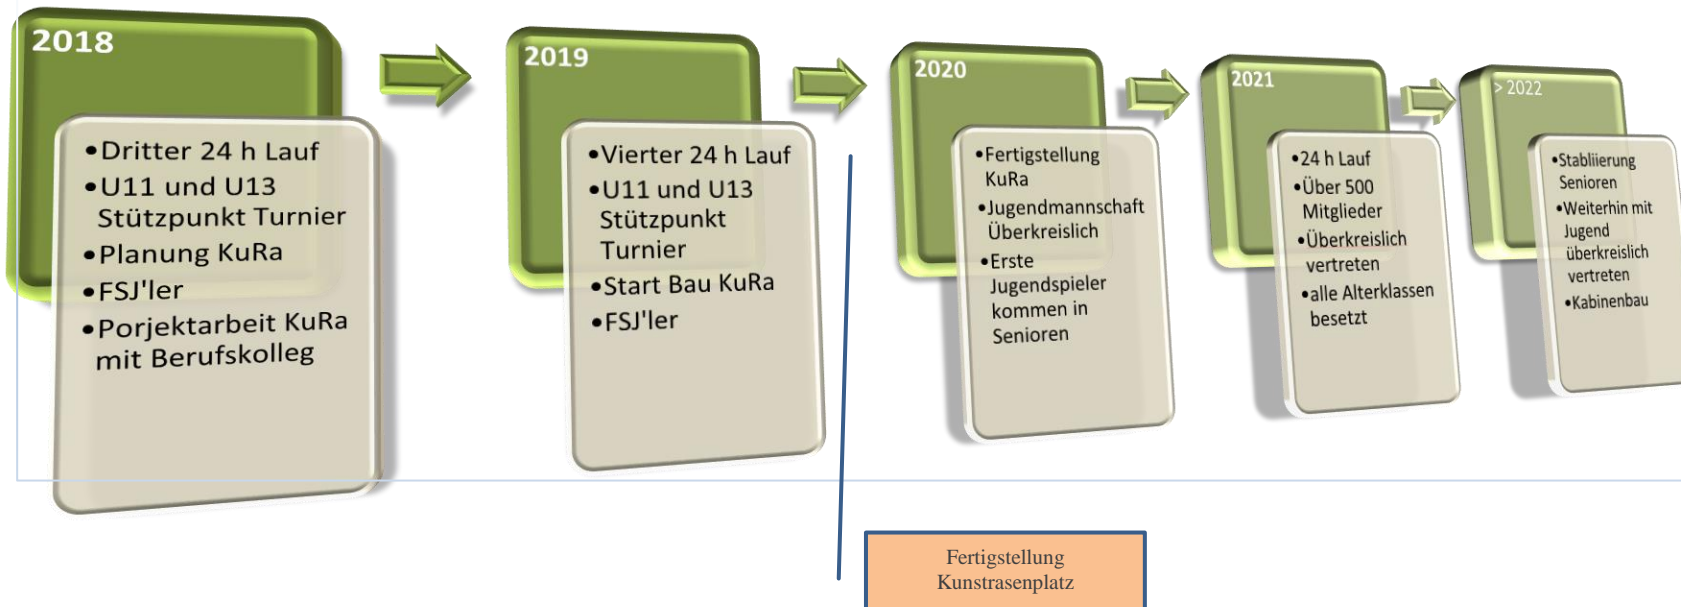 2018
•Dritter 24 h Lauf
•U11 und U13
Stützpunkt Turnier
•Planung KuRa
•FSJ'ler
•Porjektarbeit KuRa
mit Berufskolleg
2019
•Vierter 24 h Lauf
•U11 und U13
Stützpunkt
Turnier
•Start Bau KuRa
•FSJ'ler
2020
•Fertigstellung
KuRa
•Jugendmannschaft
Überkreislich
•Erste
Jugendspieler
kommen in
Senioren
2021
•24 h Lauf
•Über 500
Mitglieder
•Überkreislich
vertreten
•alle Alterklassen
besetzt
> 2022
•Stabliierung
Senioren
•Weiterhin mit
Jugend
überkreislich
vertreten
•Kabinenbau
Fertigstellung
Kunstrasenplatz